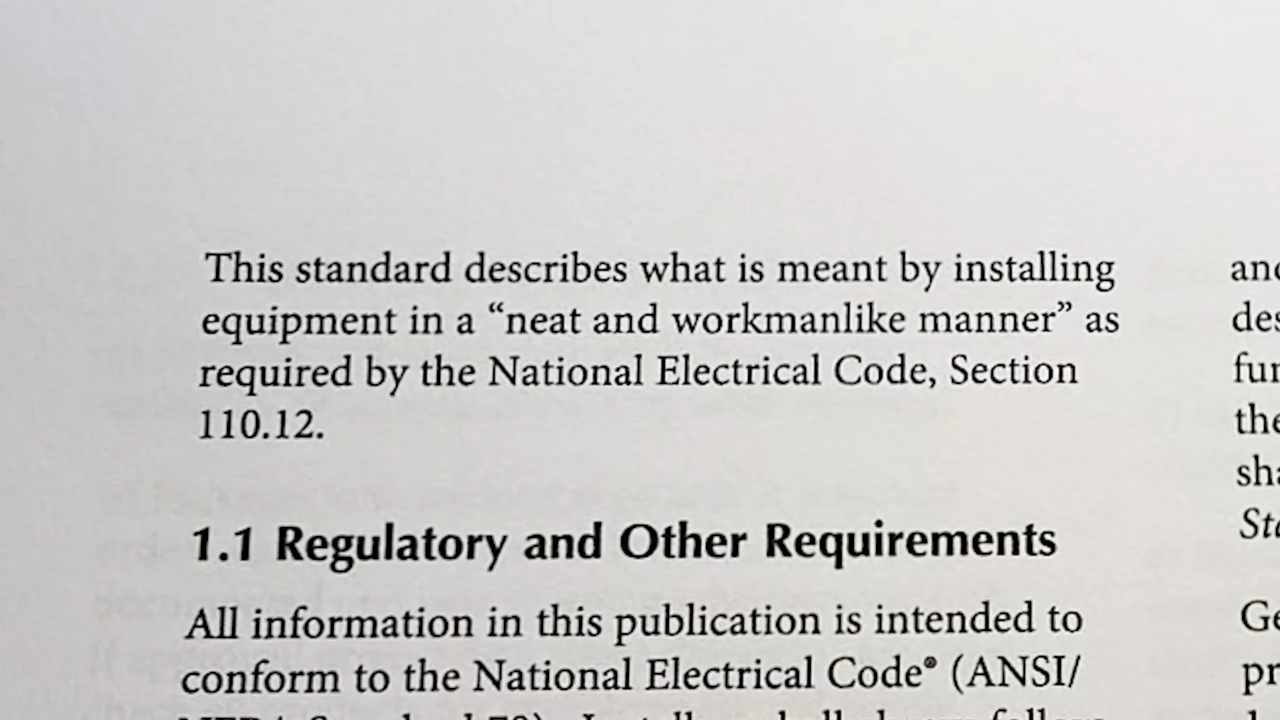 This standard describes what is meant by installing
equipment in a “neat and workmanlike manner” as
required by the National Electrical Code, Section
110.12.
1.1 Regulatory and Other Requirements
All information in this publication is intended to
conform to the National Electrical Code® (ANSI/